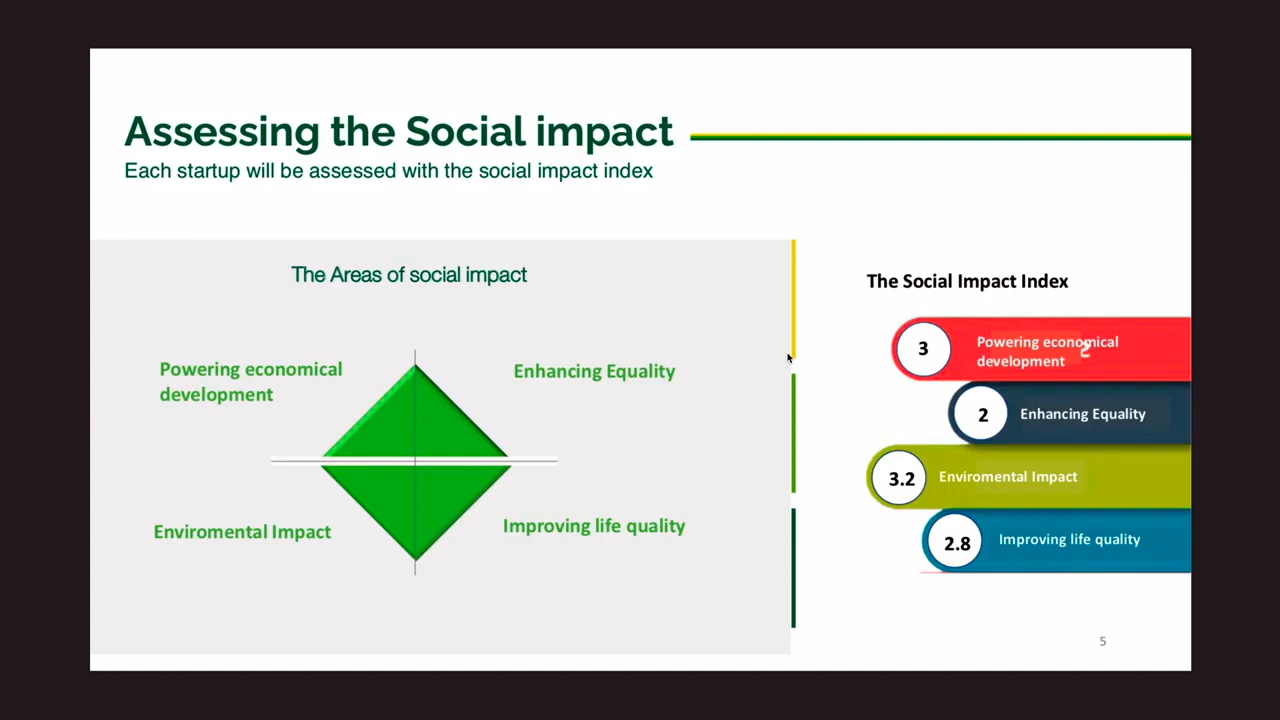 Assessing the Social impact
Each startup will be assessed with the social impact index
The Areas of social impact
Powering economical
development
Enhancing Equality
Enviromental Impact
Improving life quality
The Social Impact Index
3
Powering economical
development
2
2
Enhancing Equality
3.2
Enviromental Impact
2.8
Improving life quality
5